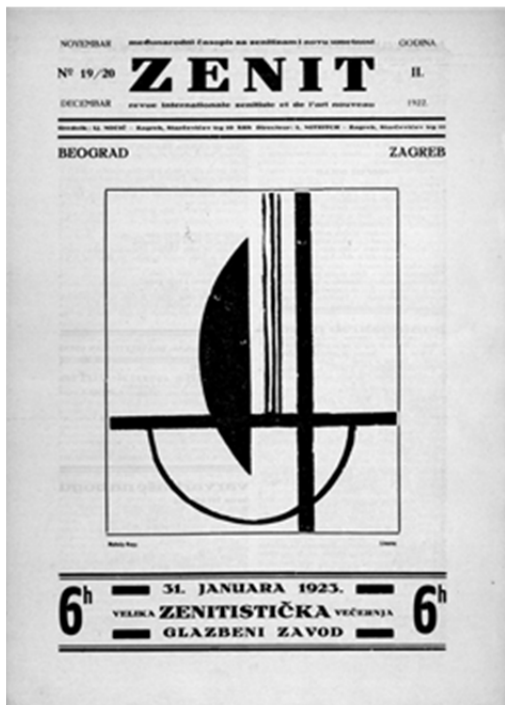 NOVEMBAR
međunarodni časopis za zenitizam i novu umetnost
GODINA
Nº 19/20
ZENIT
II.
DECEMBAR
revue internationale zenitiste et de l'art nouveau
1922.
BEOGRAD
ZAGREB
31. JANUARA 1923.
6h
VELIKA ZENITISTIČKA VEČERNJA
6h
GLAZBENI ZAVOD